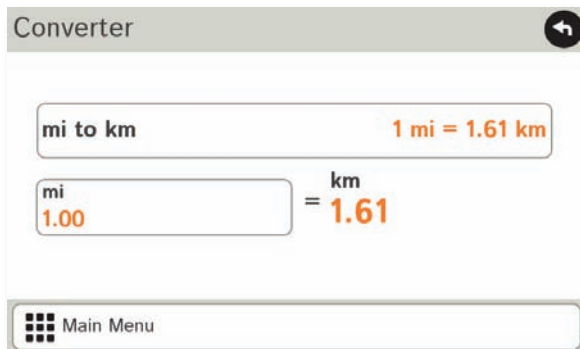 Converter
mi to km 1 mi = 1.61 km
mi
1.00
= km
1.61
Main Menu